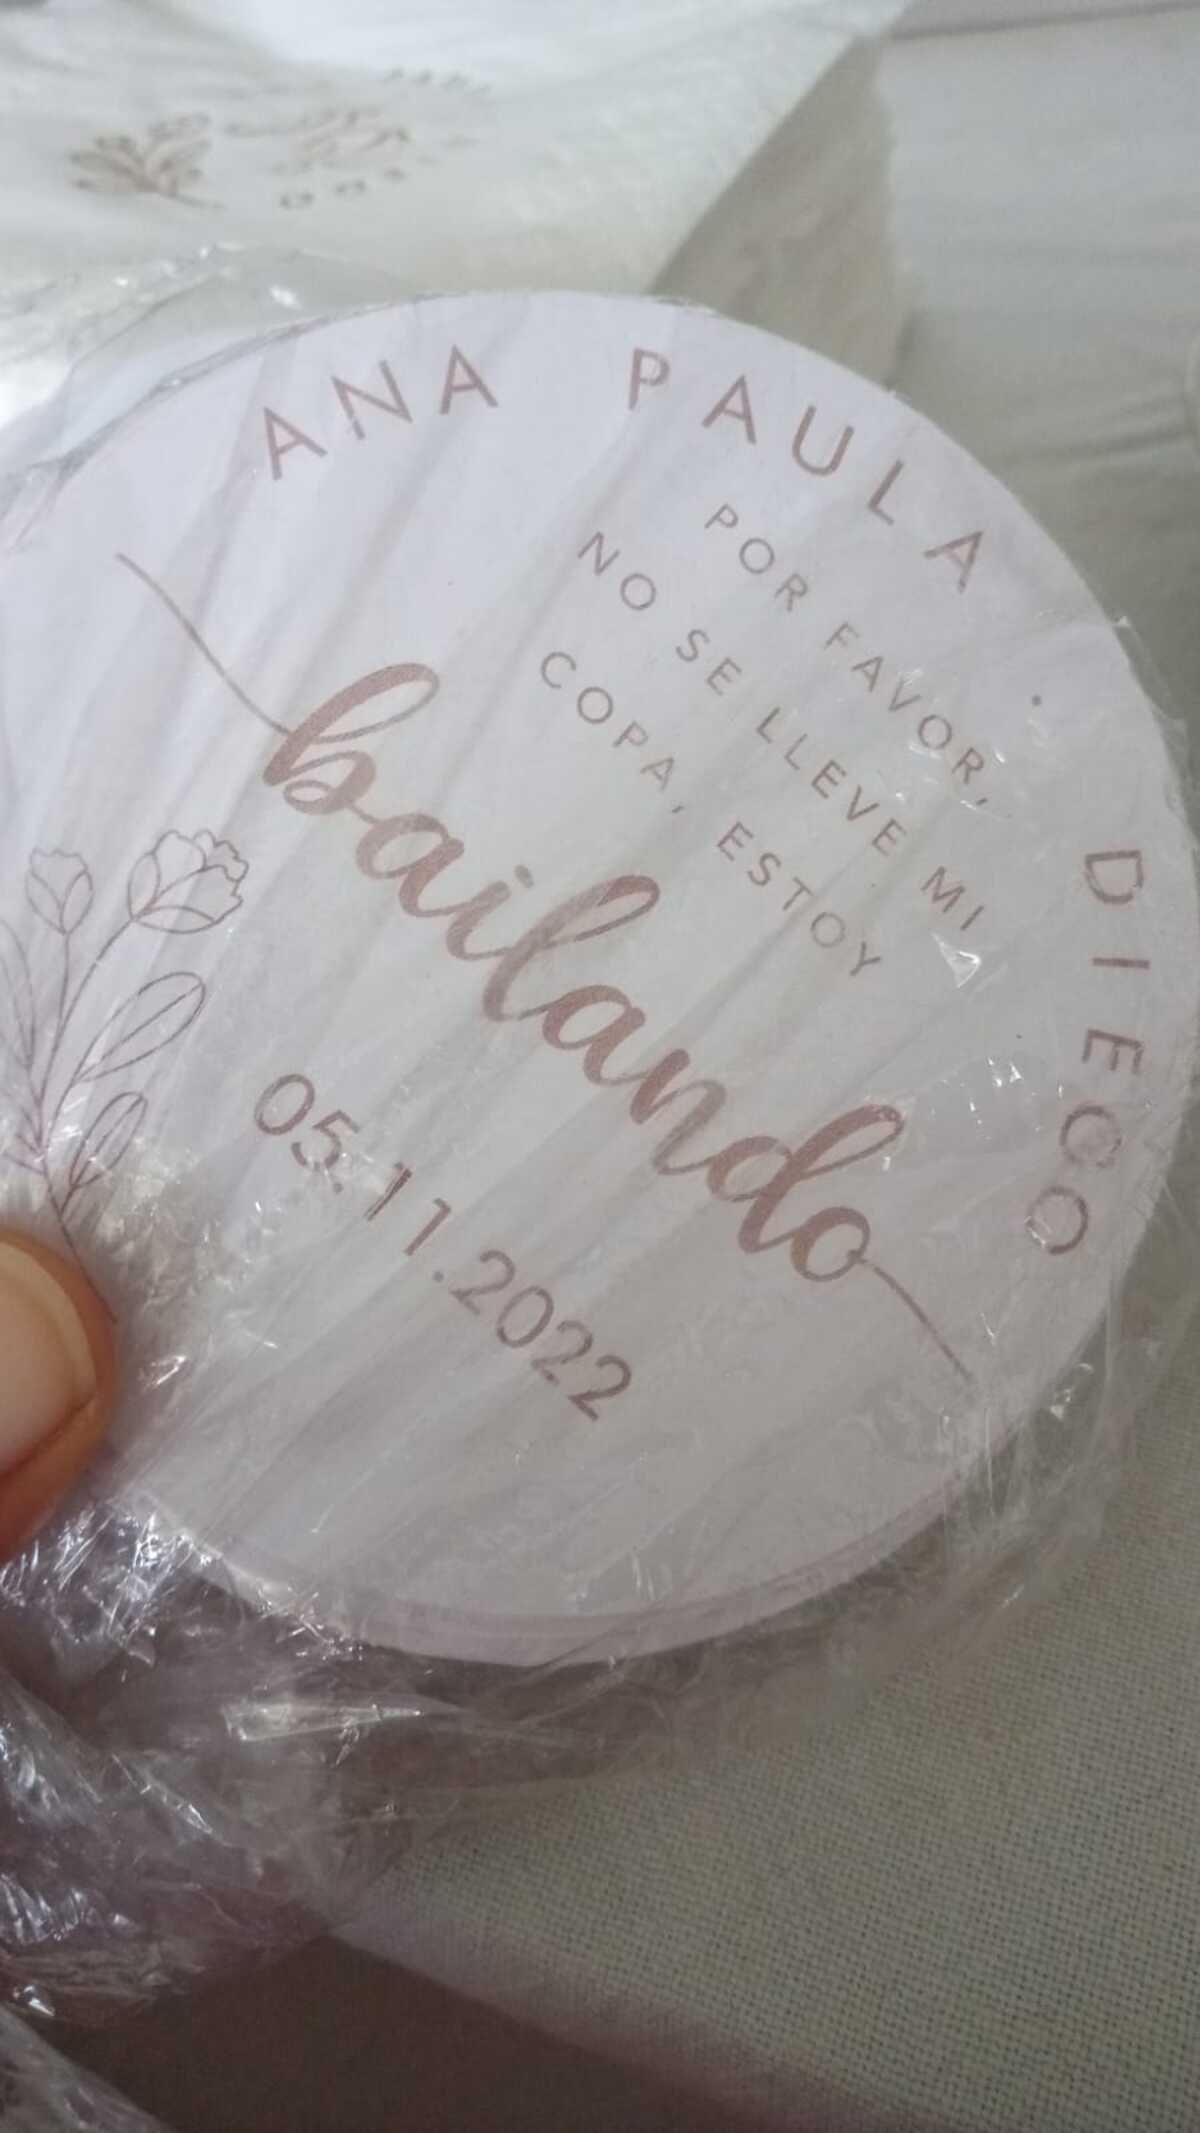 ANA PAULA · DIEGO
POR FAVOR,
NO SE LLEVE MI
COPA, ESTOY
bailando
05.11.2022